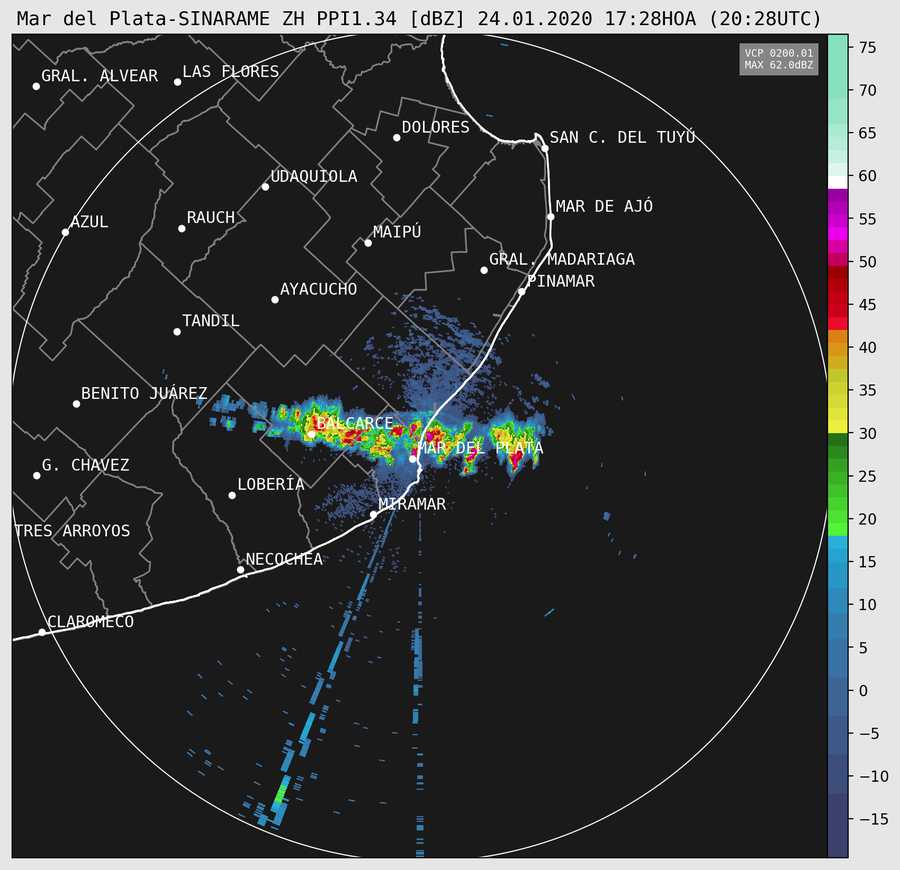 Mar del Plata-SINARAME ZH PPI1.34 [dBZ] 24.01.2020 17:28HOA (20:28UTC)
VCP 0200.01
MAX 62.0dBZ
75
70
65
60
55
50
45
40
35
30
25
20
15
10
5
0
−5
−10
−15
GRAL. ALVEAR
LAS FLORES
DOLORES
SAN C. DEL TUYÚ
UDAQUIOLA
MAR DE AJÓ
AZUL
RAUCH
MAIPÚ
GRAL. MADARIAGA
PINAMAR
AYACUCHO
TANDIL
BENITO JUÁREZ
BALCARCE
MAR DEL PLATA
G. CHAVEZ
LOBERÍA
MIRAMAR
TRES ARROYOS
NECOCHEA
CLAROMECO